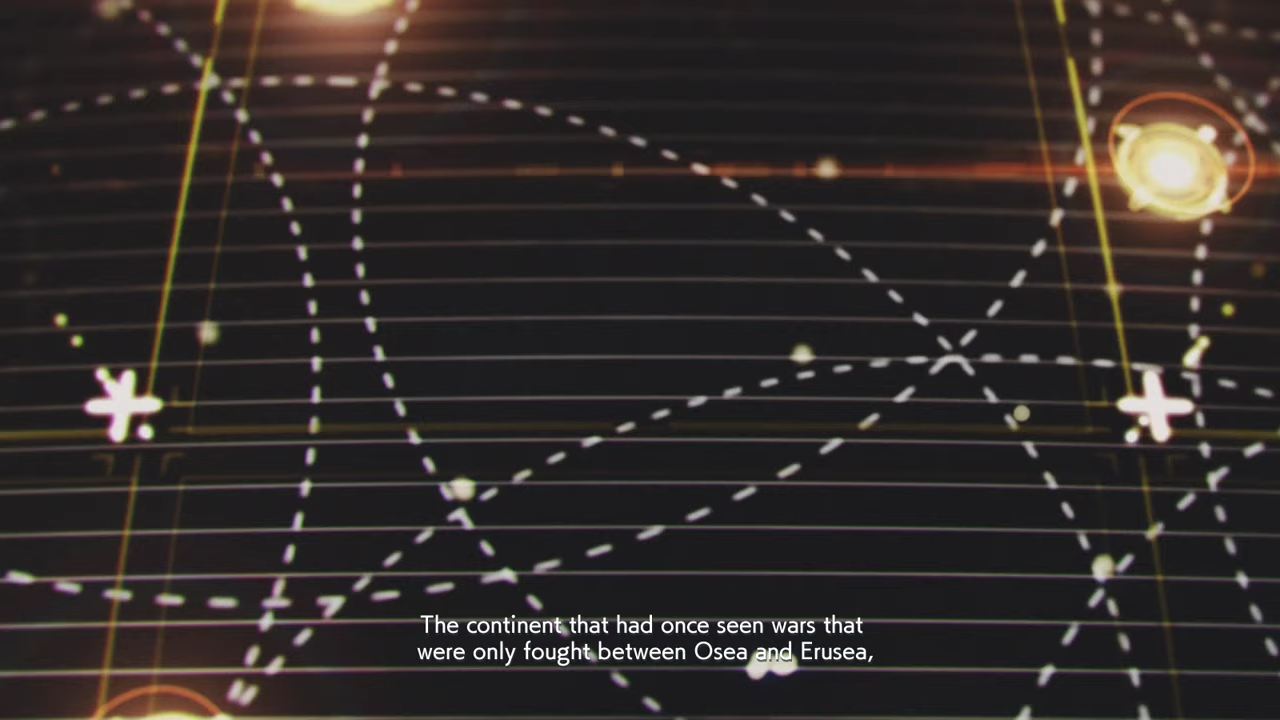 The continent that had once seen wars that
were only fought between Osea and Erusea,